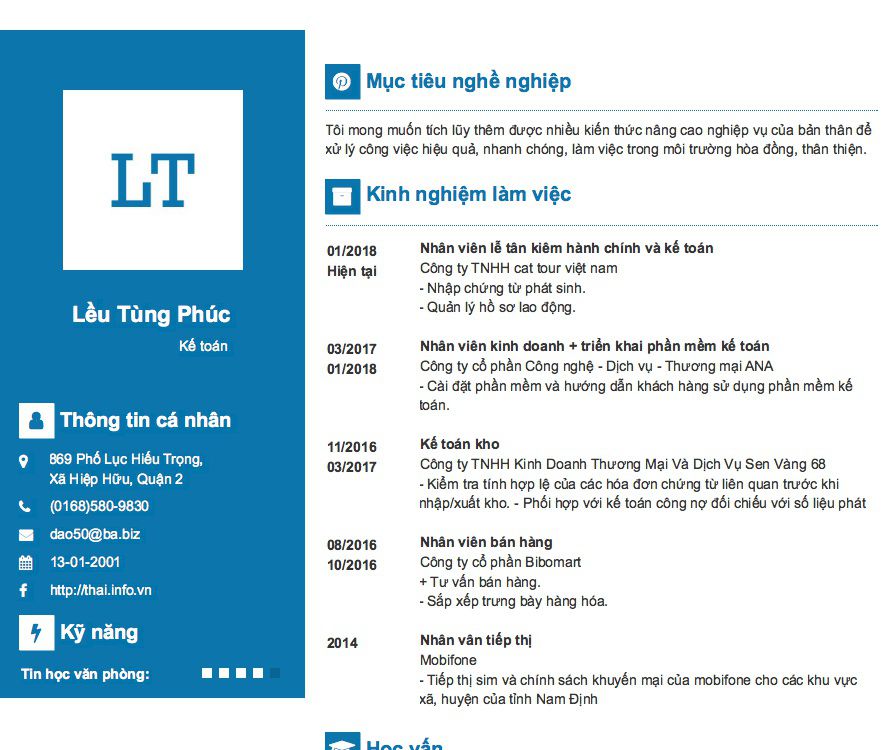 LT
Lều Tùng Phúc
Kế toán
Thông tin cá nhân
869 Phố Lục Hiếu Trọng,
Xã Hiệp Hữu, Quận 2
(0168)580-9830
dao50@ba.biz
13-01-2001
http://thai.info.vn
Kỹ năng
Tin học văn phòng:
Mục tiêu nghề nghiệp
Tôi mong muốn tích lũy thêm được nhiều kiến thức nâng cao nghiệp vụ của bản thân để
xử lý công việc hiệu quả, nhanh chóng, làm việc trong môi trường hòa đồng, thân thiện.
Kinh nghiệm làm việc
01/2018
Hiện tại
Nhân viên lễ tân kiêm hành chính và kế toán
Công ty TNHH cat tour việt nam
- Nhập chứng từ phát sinh.
- Quản lý hồ sơ lao động.
03/2017
01/2018
Nhân viên kinh doanh + triển khai phần mềm kế toán
Công ty cổ phần Công nghệ - Dịch vụ - Thương mại ANA
- Cài đặt phần mềm và hướng dẫn khách hàng sử dụng phần mềm kế
toán.
11/2016
03/2017
Kế toán kho
Công ty TNHH Kinh Doanh Thương Mại Và Dịch Vụ Sen Vàng 68
- Kiểm tra tính hợp lệ của các hóa đơn chứng từ liên quan trước khi
nhập/xuất kho. - Phối hợp với kế toán công nợ đối chiếu với số liệu phát
08/2016
10/2016
Nhân viên bán hàng
Công ty cổ phần Bibomart
+ Tư vấn bán hàng.
- Sắp xếp trưng bày hàng hóa.
2014
Nhân vân tiếp thị
Mobifone
- Tiếp thị sim và chính sách khuyến mại của mobifone cho các khu vực
xã, huyện của tỉnh Nam Định
Học vấn